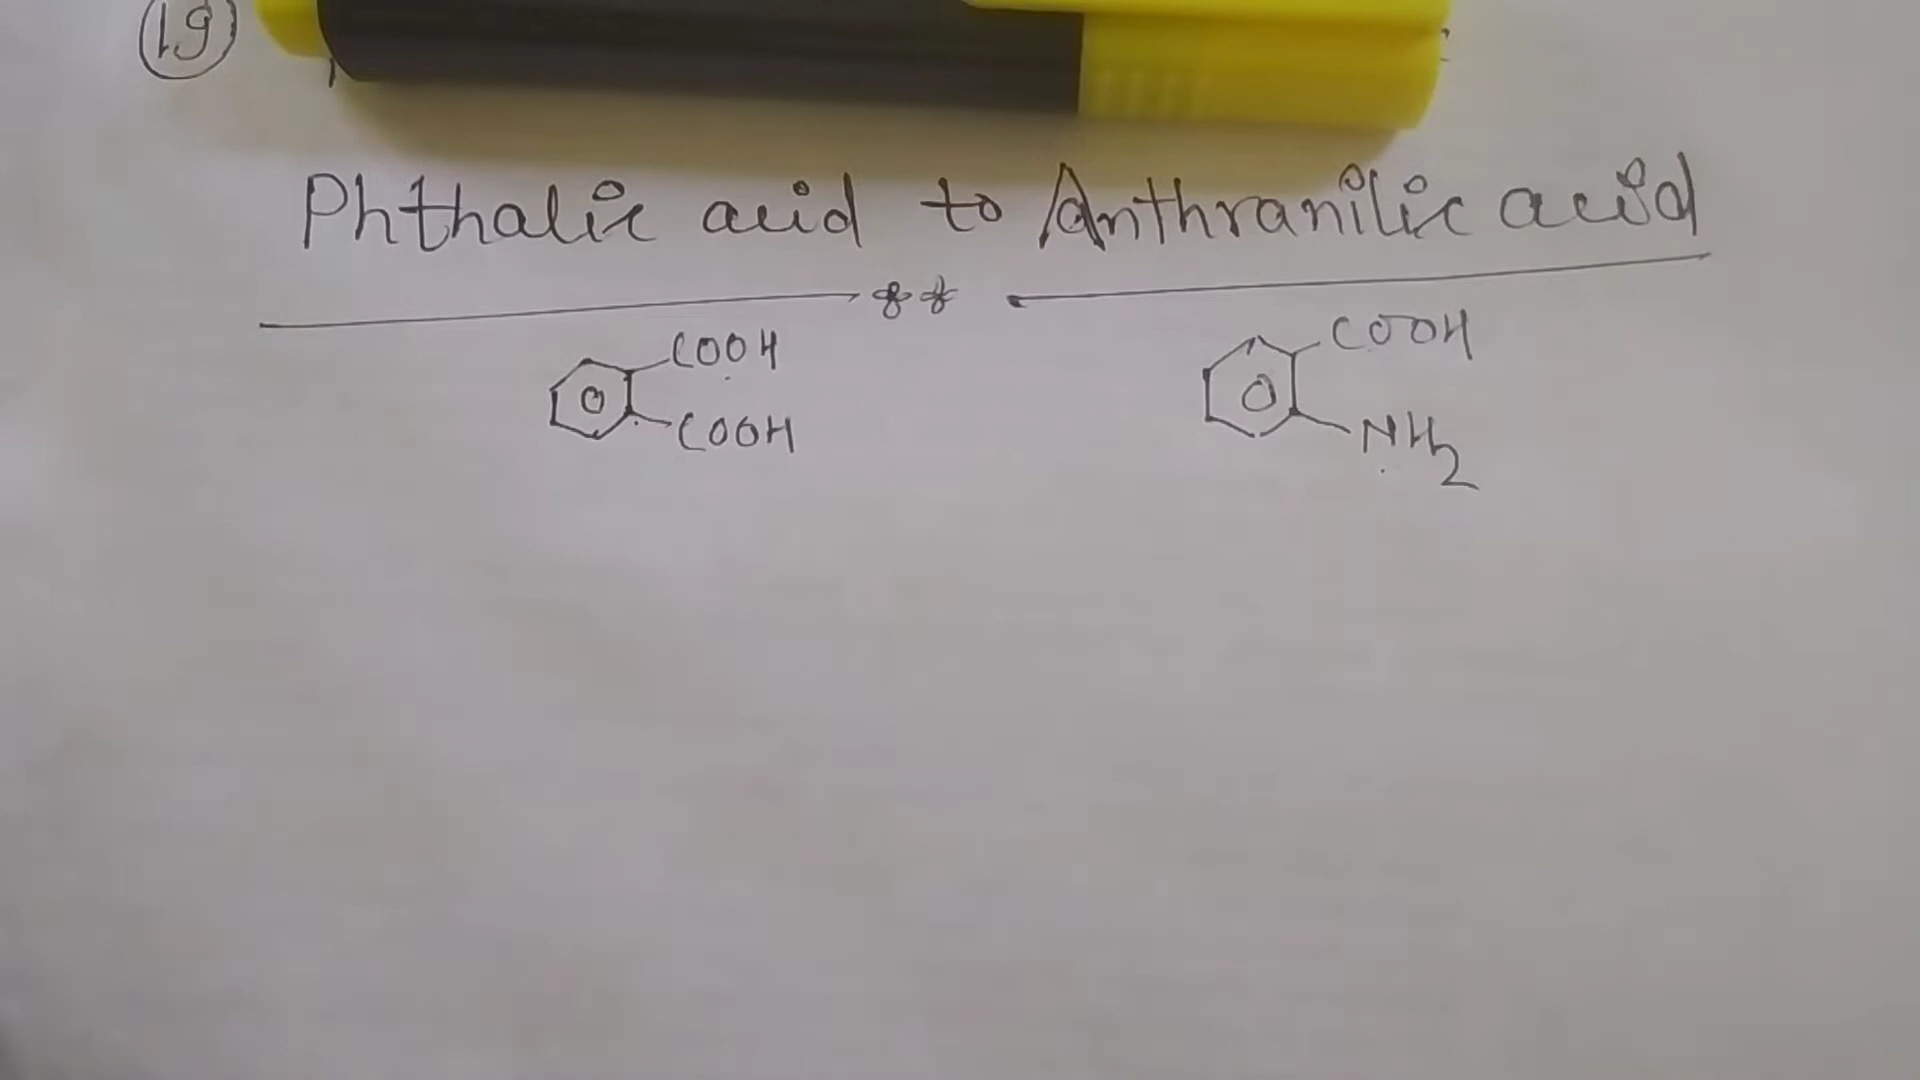 19
Phthalic acid to Anthranilic acid
COOH
COOH
COOH
NH2